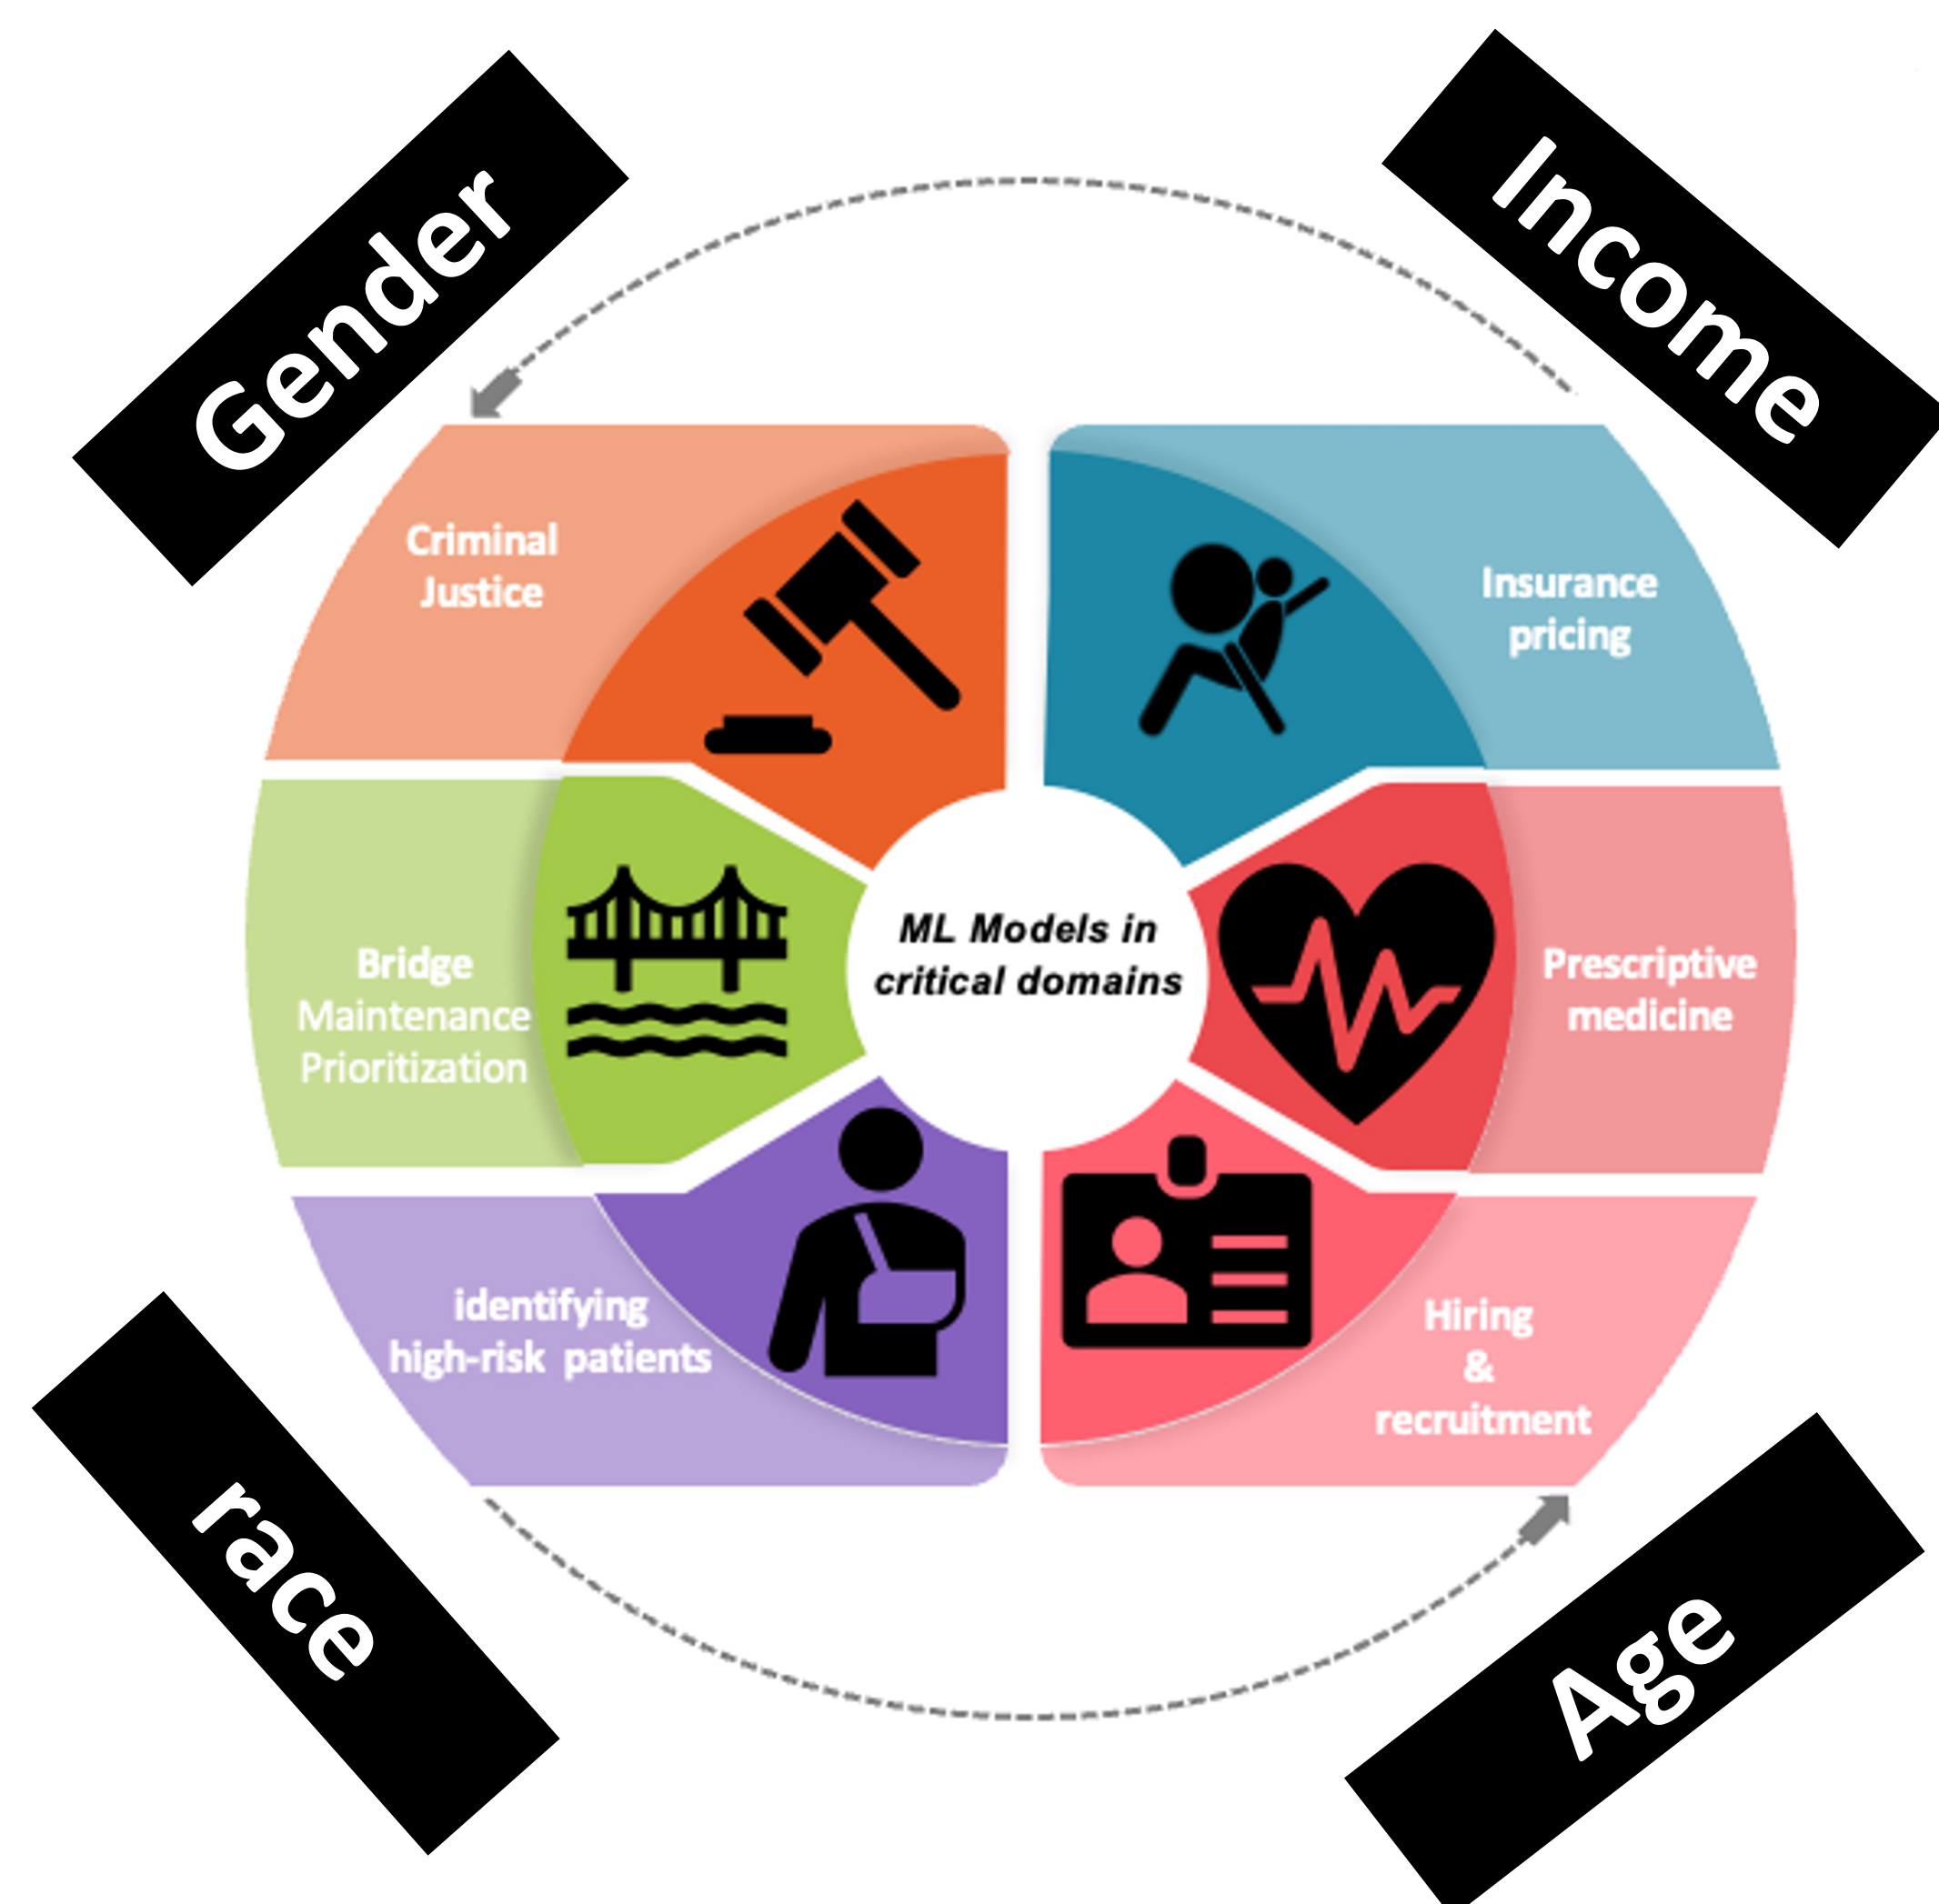 Gender
Income
Criminal
Justice
Insurance
pricing
Bridge
Maintenance
Prioritization
ML Models in
critical domains
Prescriptive
medicine
identifying
high-risk patients
Hiring
&
recruitment
race
Age